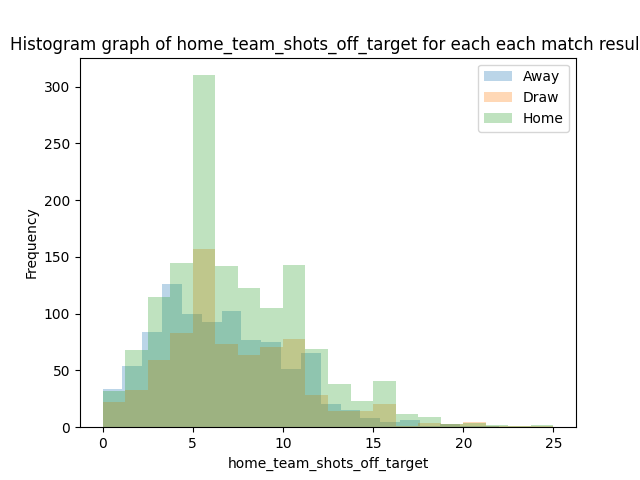 Histogram graph of home_team_shots_off_target for each each match resul
Away
Draw
Home
300
250
200
150
100
50
0
Frequency
0 5 10 15 20 25
home_team_shots_off_target